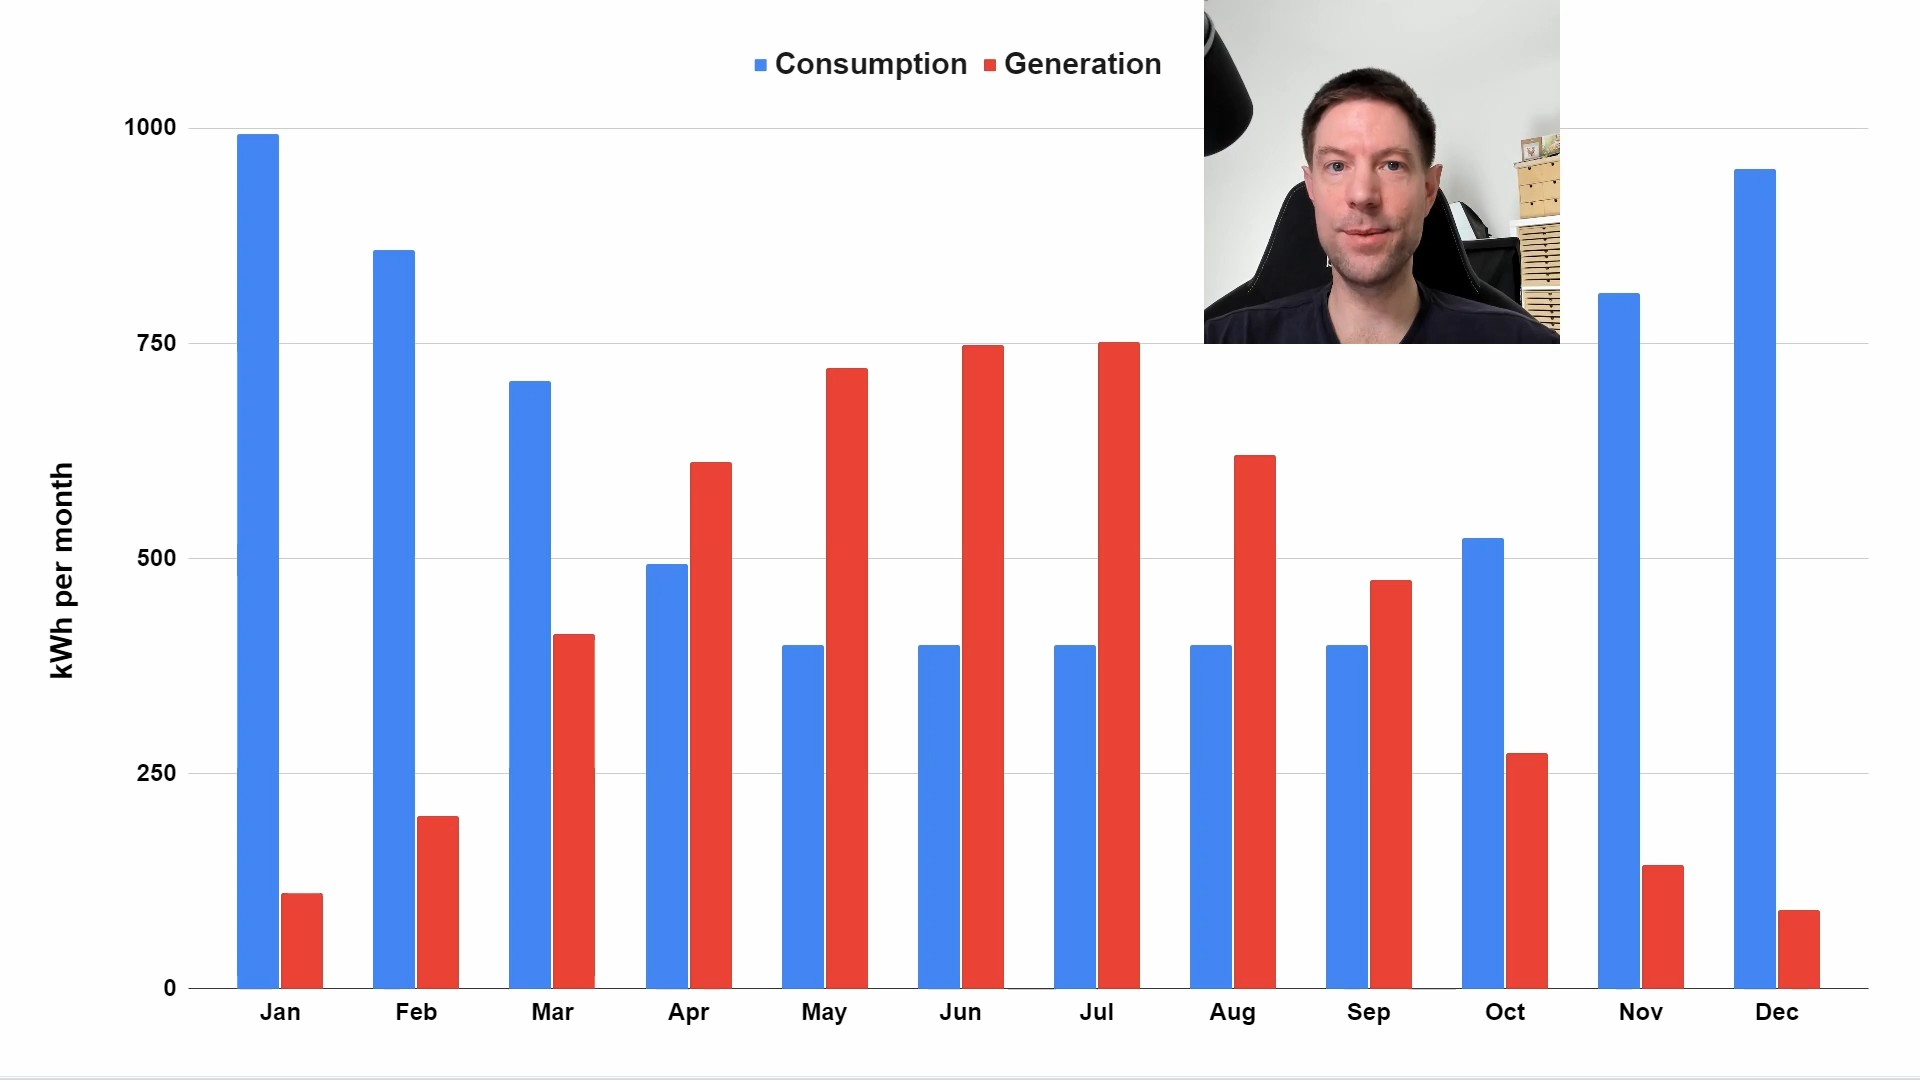 Consumption Generation
1000
750
500
250
0
kWh per month
Jan Feb Mar Apr May Jun Jul Aug Sep Oct Nov Dec